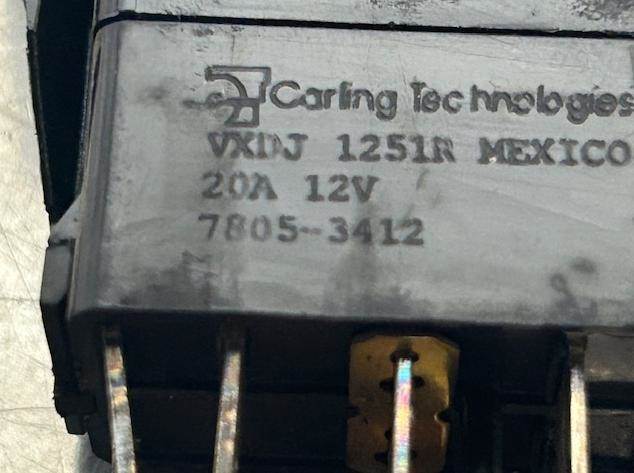 Carling Technologies
VXDJ 1251R MEXICO
20A 12V
7805-3412